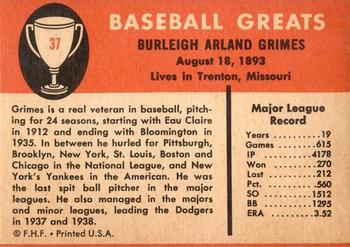 37
BASEBALL GREATS
BURLEIGH ARLAND GRIMES
August 18, 1893
Lives in Trenton, Missouri
Grimes is a real veteran in baseball, pitch-
ing for 24 seasons, starting with Eau Claire
in 1912 and ending with Bloomington in
1935. In between he hurled for Pittsburgh,
Brooklyn, New York, St. Louis, Boston and
Chicago in the National League, and New
York's Yankees in the American. He was
the last spit ball pitcher in the major
leagues. He also managed in the majors
and minor leagues, leading the Dodgers
in 1937 and 1938.
© F.H.F. • Printed U.S.A.
Major League
Record
Years 19
Games 615
IP 4178
Won 270
Lost 212
Pct. .560
SO 1512
BB 1295
ERA 3.52